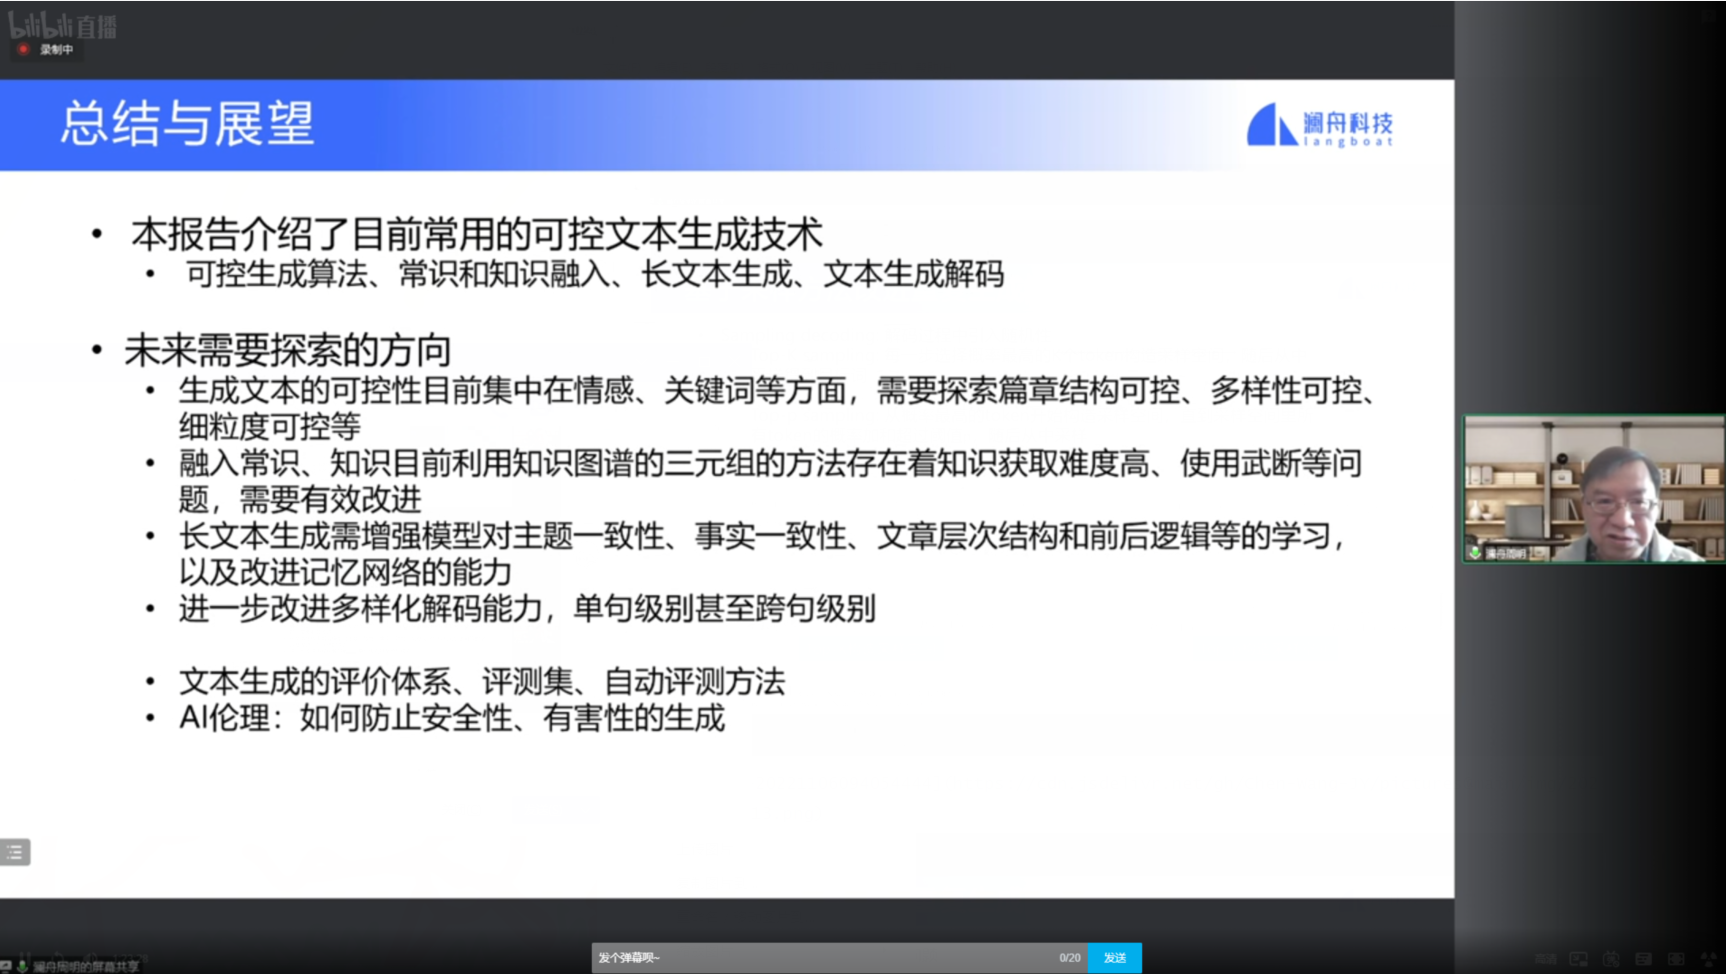 bilibili直播
录制中
总结与展望
澜舟科技
langboat
• 本报告介绍了目前常用的可控文本生成技术
• 可控生成算法、常识和知识融入、长文本生成、文本生成解码
• 未来需要探索的方向
• 生成文本的可控性目前集中在情感、关键词等方面，需要探索篇章结构可控、多样性可控、
细粒度可控等
• 融入常识、知识目前利用知识图谱的三元组的方法存在着知识获取难度高、使用武断等问
题，需要有效改进
• 长文本生成需增强模型对主题一致性、事实一致性、文章层次结构和前后逻辑等的学习，
以及改进记忆网络的能力
• 进一步改进多样化解码能力，单句级别甚至跨句级别
• 文本生成的评价体系、评测集、自动评测方法
• AI伦理：如何防止安全性、有害性的生成
澜舟周明
澜舟周明的屏幕共享
发个弹幕呗~
0/20
发送